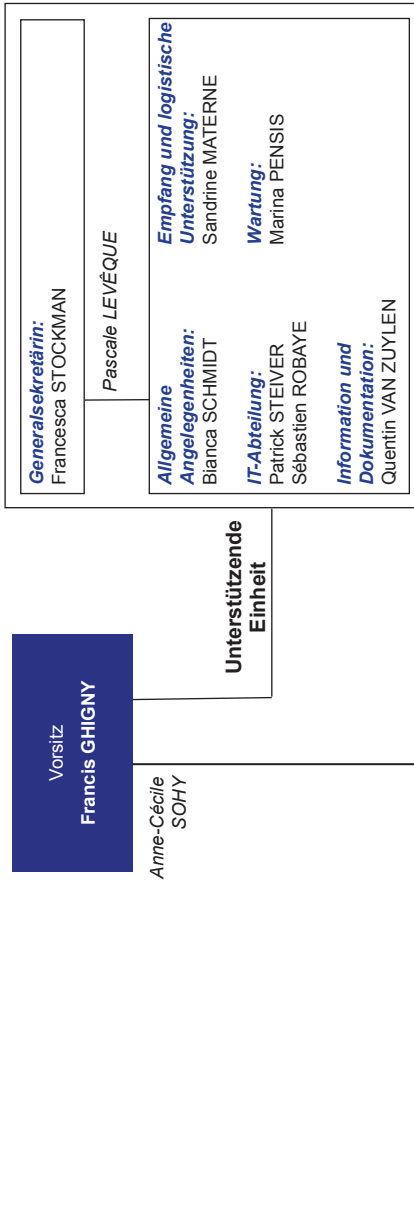 Vorsitz
Francis GHIGNY
Anne-Cécile
SOHY
Unterstützende
Einheit
Generalsekretärin:
Francesca STOCKMAN
Pascale LEVÊQUE
Allgemeine
Angelegenheiten:
Bianca SCHMIDT
IT-Abteilung:
Patrick STEIVER
Sébastien ROBAYE
Information und
Dokumentation:
Quentin VAN ZUYLEN
Empfang und logistische
Unterstützung:
Sandrine MATERNE
Wartung:
Marina PENSIS